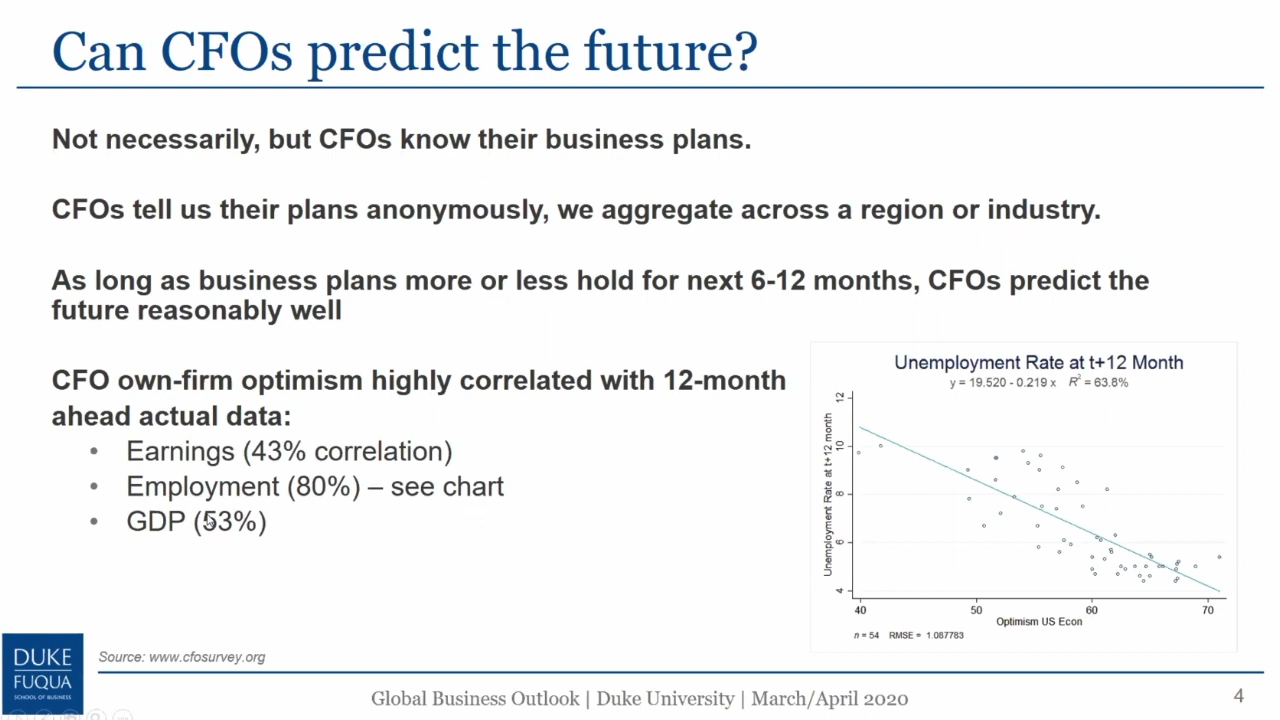 Can CFOs predict the future?
Not necessarily, but CFOs know their business plans.
CFOs tell us their plans anonymously, we aggregate across a region or industry.
As long as business plans more or less hold for next 6-12 months, CFOs predict the
future reasonably well
CFO own-firm optimism highly correlated with 12-month
ahead actual data:
• Earnings (43% correlation)
• Employment (80%) – see chart
• GDP (53%)
Unemployment Rate at t+12 Month
y = 19.520 - 0.219 x R² = 63.8%
Unemployment Rate at t+12 month
12
10
8
6
4
40 50 60 70
Optimism US Econ
n = 54 RMSE = 1.087783
DUKE
FUQUA
SCHOOL OF BUSINESS
Source: www.cfosurvey.org
Global Business Outlook | Duke University | March/April 2020
4